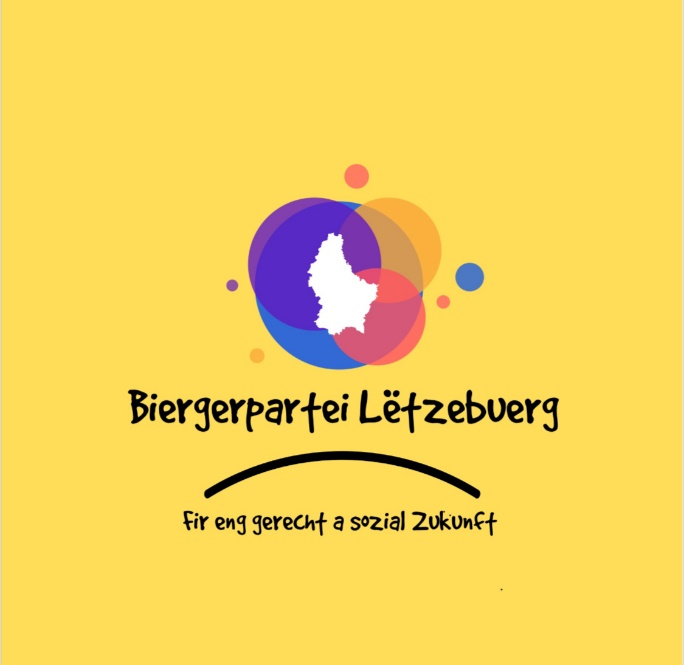 Biergerpartei Lëtzebuerg
Fir eng gerecht a sozial Zukunft